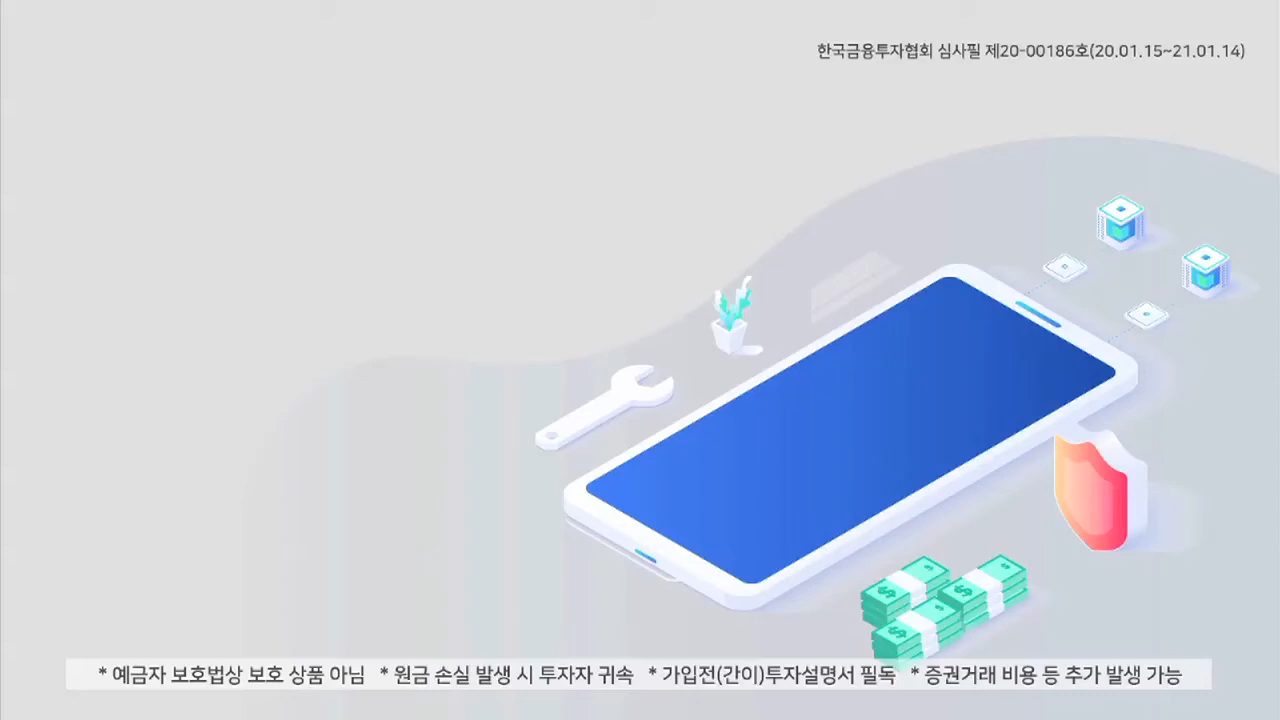 한국금융투자협회 심사필 제20-00186호(20.01.15~21.01.14)
* 예금자 보호법상 보호 상품 아님 * 원금 손실 발생 시 투자자 귀속 * 가입전(간이)투자설명서 필독 * 증권거래 비용 등 추가 발생 가능